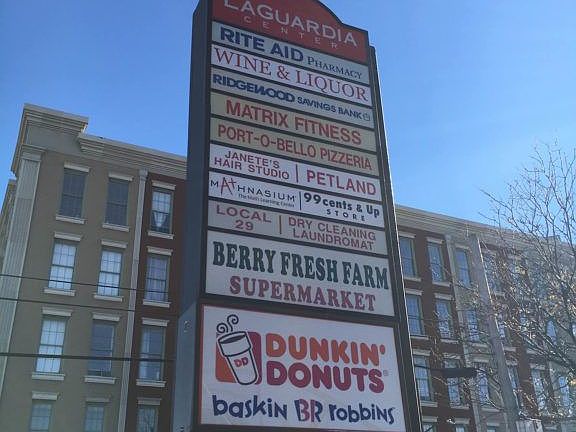 LAGUARDIA
CENTER
RITE AID PHARMACY
WINE & LIQUOR
RIDGEWOOD SAVINGS BANK
MATRIX FITNESS
PORT-O-BELLO PIZZERIA
JANETE'S
HAIR STUDIO
PETLAND
MATHNASIUM
The Math Learning Center
99cents & Up
STORE
LOCAL
29
DRY CLEANING
LAUNDROMAT
BERRY FRESH FARM
SUPERMARKET
DD
DUNKIN'
DONUTS
baskin BR robbins